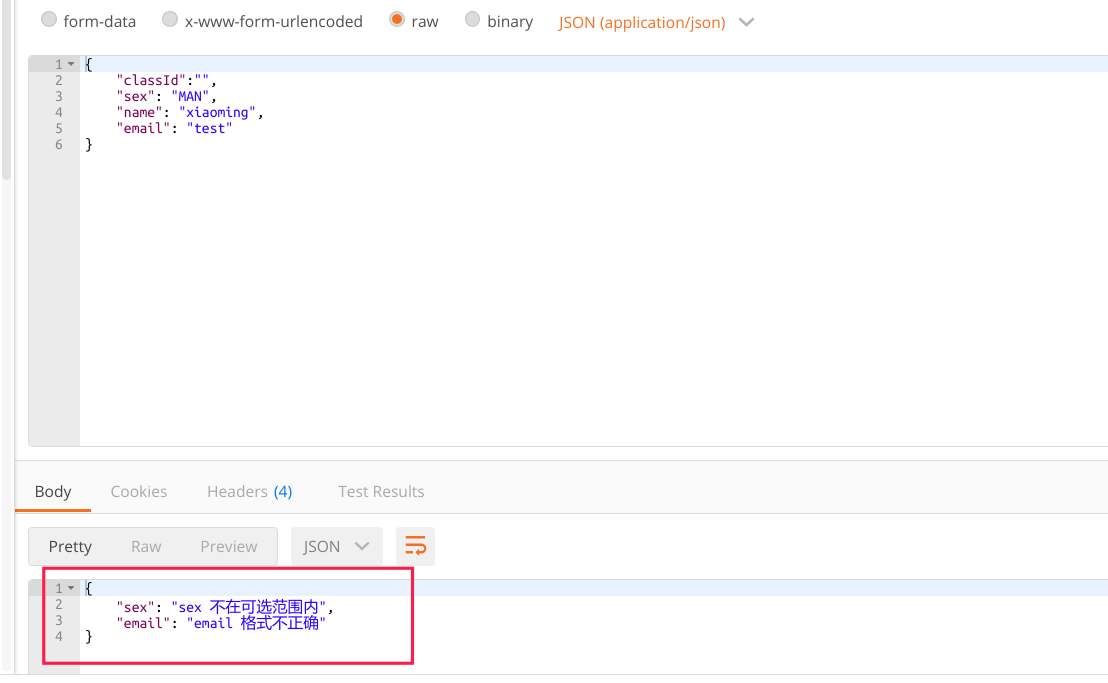 form-data x-www-form-urlencoded raw binary JSON (application/json)
1 {
2 "classId":"",
3 "sex": "MAN",
4 "name": "xiaoming",
5 "email": "test"
6 }
Body Cookies Headers (4) Test Results
Pretty Raw Preview JSON
1 {
2 "sex": "sex 不在可选范围内",
3 "email": "email 格式不正确"
4 }